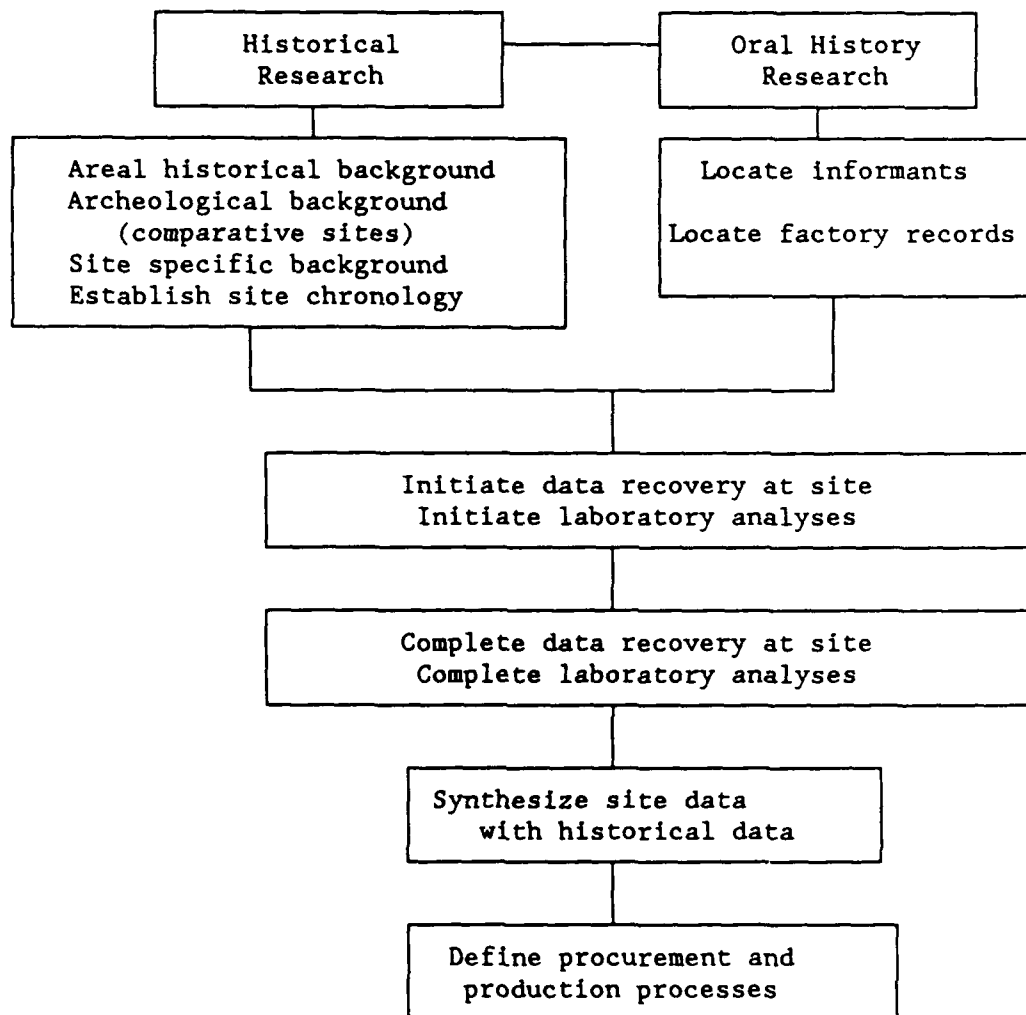 Historical
Research
Oral History
Research
Areal historical background
Archeological background
(comparative sites)
Site specific background
Establish site chronology
Locate informants
Locate factory records
Initiate data recovery at site
Initiate laboratory analyses
Complete data recovery at site
Complete laboratory analyses
Synthesize site data
with historical data
Define procurement and
production processes